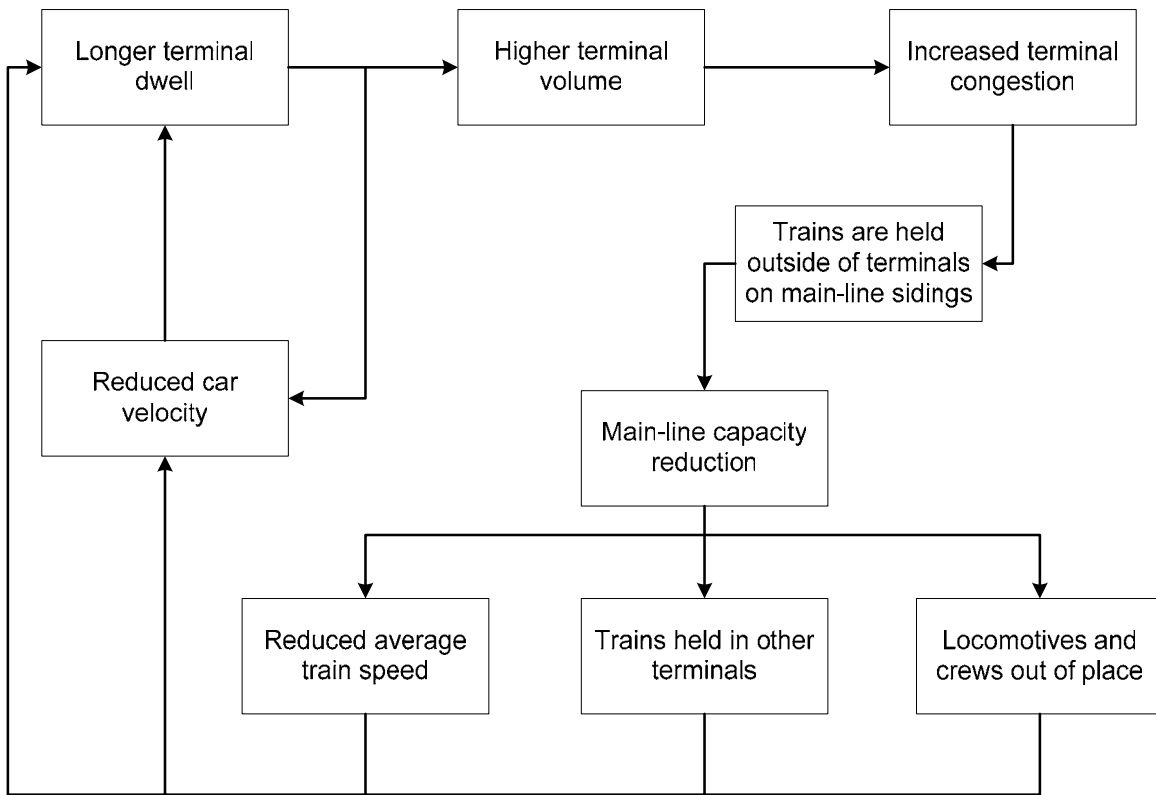 Longer terminal
dwell
Higher terminal
volume
Increased terminal
congestion
Trains are held
outside of terminals
on main-line sidings
Reduced car
velocity
Main-line capacity
reduction
Reduced average
train speed
Trains held in other
terminals
Locomotives and
crews out of place